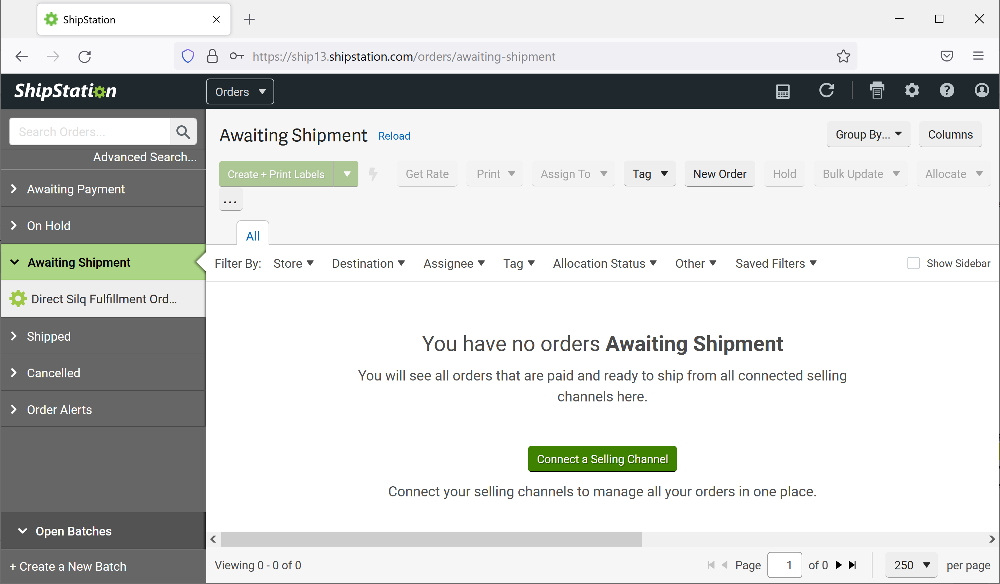 ShipStation
https://ship13.shipstation.com/orders/awaiting-shipment
ShipStation
Orders
Search Orders...
Advanced Search...
Awaiting Payment
On Hold
Awaiting Shipment
Direct Silq Fulfillment Ord...
Shipped
Cancelled
Order Alerts
Open Batches
+ Create a New Batch
Awaiting Shipment Reload
Group By... Columns
Create + Print Labels Get Rate Print Assign To Tag New Order Hold Bulk Update Allocate
...
All
Filter By: Store Destination Assignee Tag Allocation Status Other Saved Filters Show Sidebar
You have no orders Awaiting Shipment
You will see all orders that are paid and ready to ship from all connected selling
channels here.
Connect a Selling Channel
Connect your selling channels to manage all your orders in one place.
Viewing 0 - 0 of 0 Page 1 of 0 250 per page